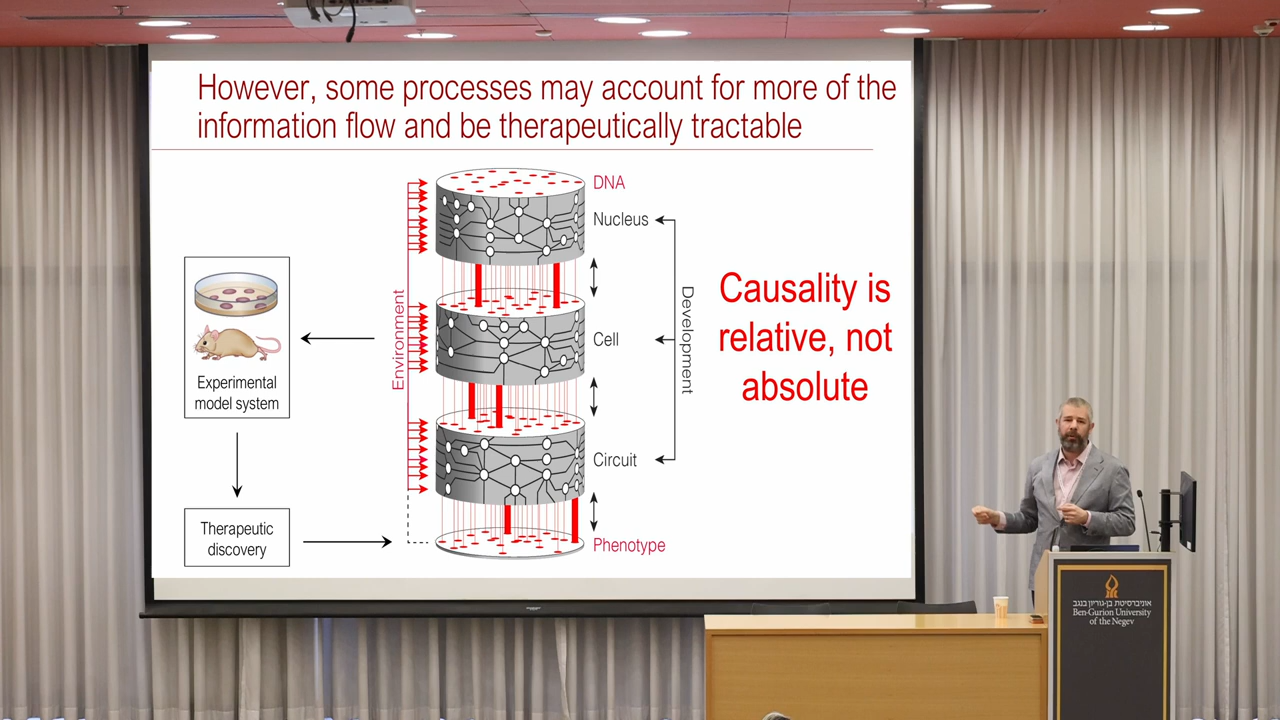 However, some processes may account for more of the
information flow and be therapeutically tractable
DNA
Nucleus
Cell
Circuit
Phenotype
Environment
Development
Experimental
model system
Therapeutic
discovery
Causality is
relative, not
absolute
אוניברסיטת בן-גוריון בנגב
Ben-Gurion University
of the Negev